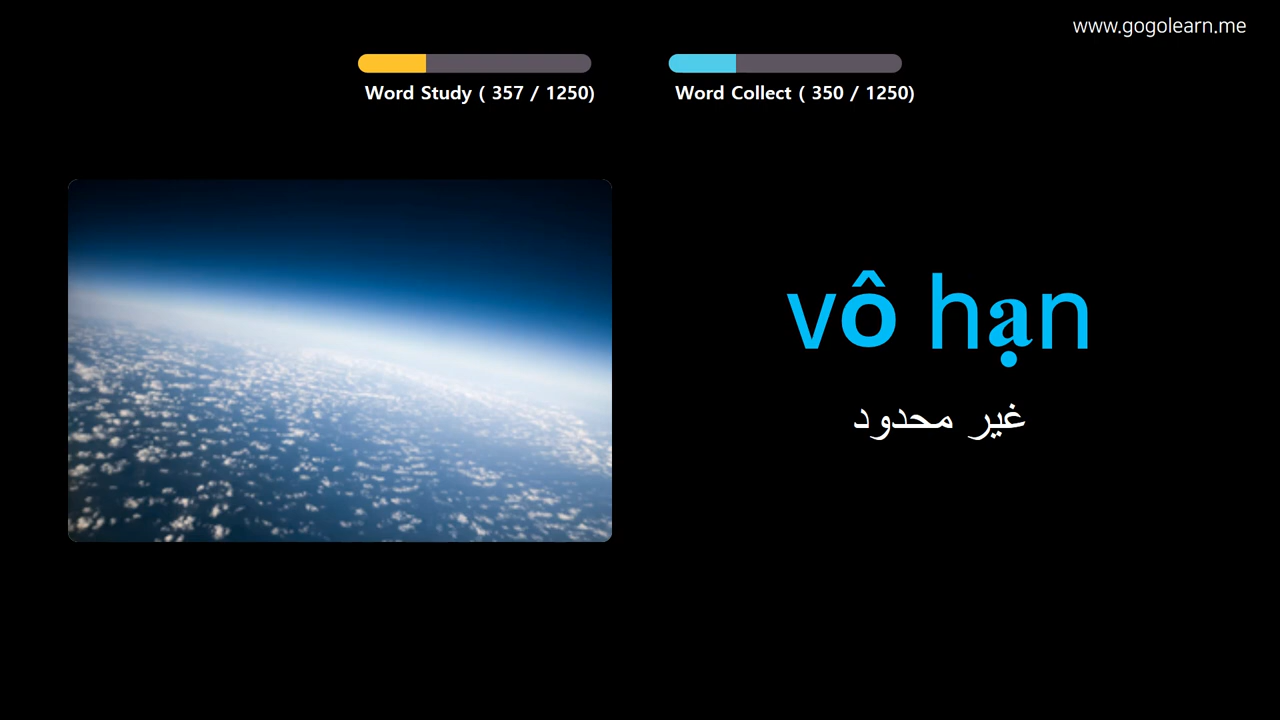 www.gogolearn.me
Word Study ( 357 / 1250)
Word Collect ( 350 / 1250)
vô hạn
غير محدود